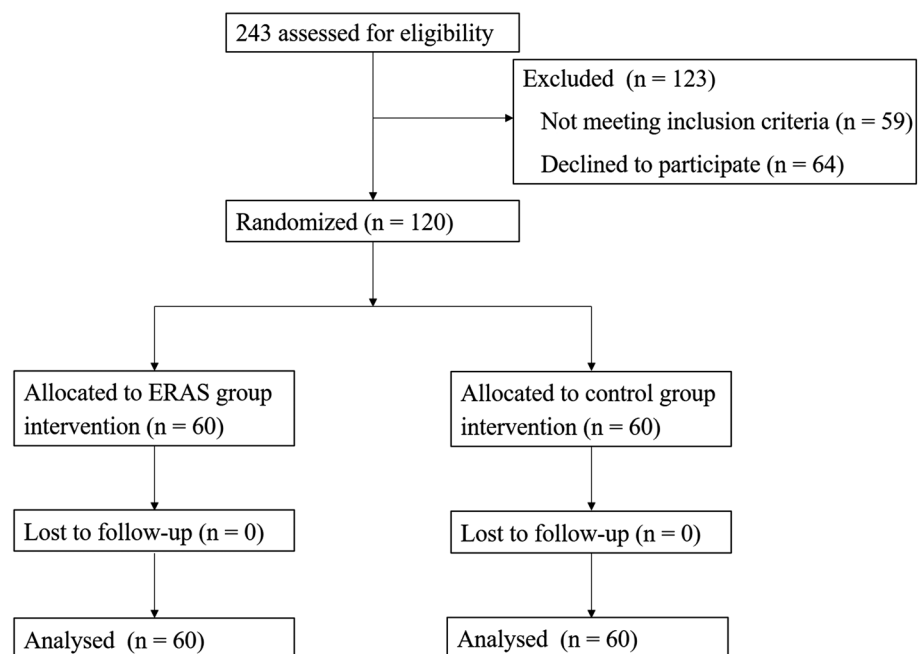 243 assessed for eligibility
Excluded (n = 123)
Not meeting inclusion criteria (n = 59)
Declined to participate (n = 64)
Randomized (n = 120)
Allocated to ERAS group
intervention (n = 60)
Allocated to control group
intervention (n = 60)
Lost to follow-up (n = 0)
Lost to follow-up (n = 0)
Analysed (n = 60)
Analysed (n = 60)